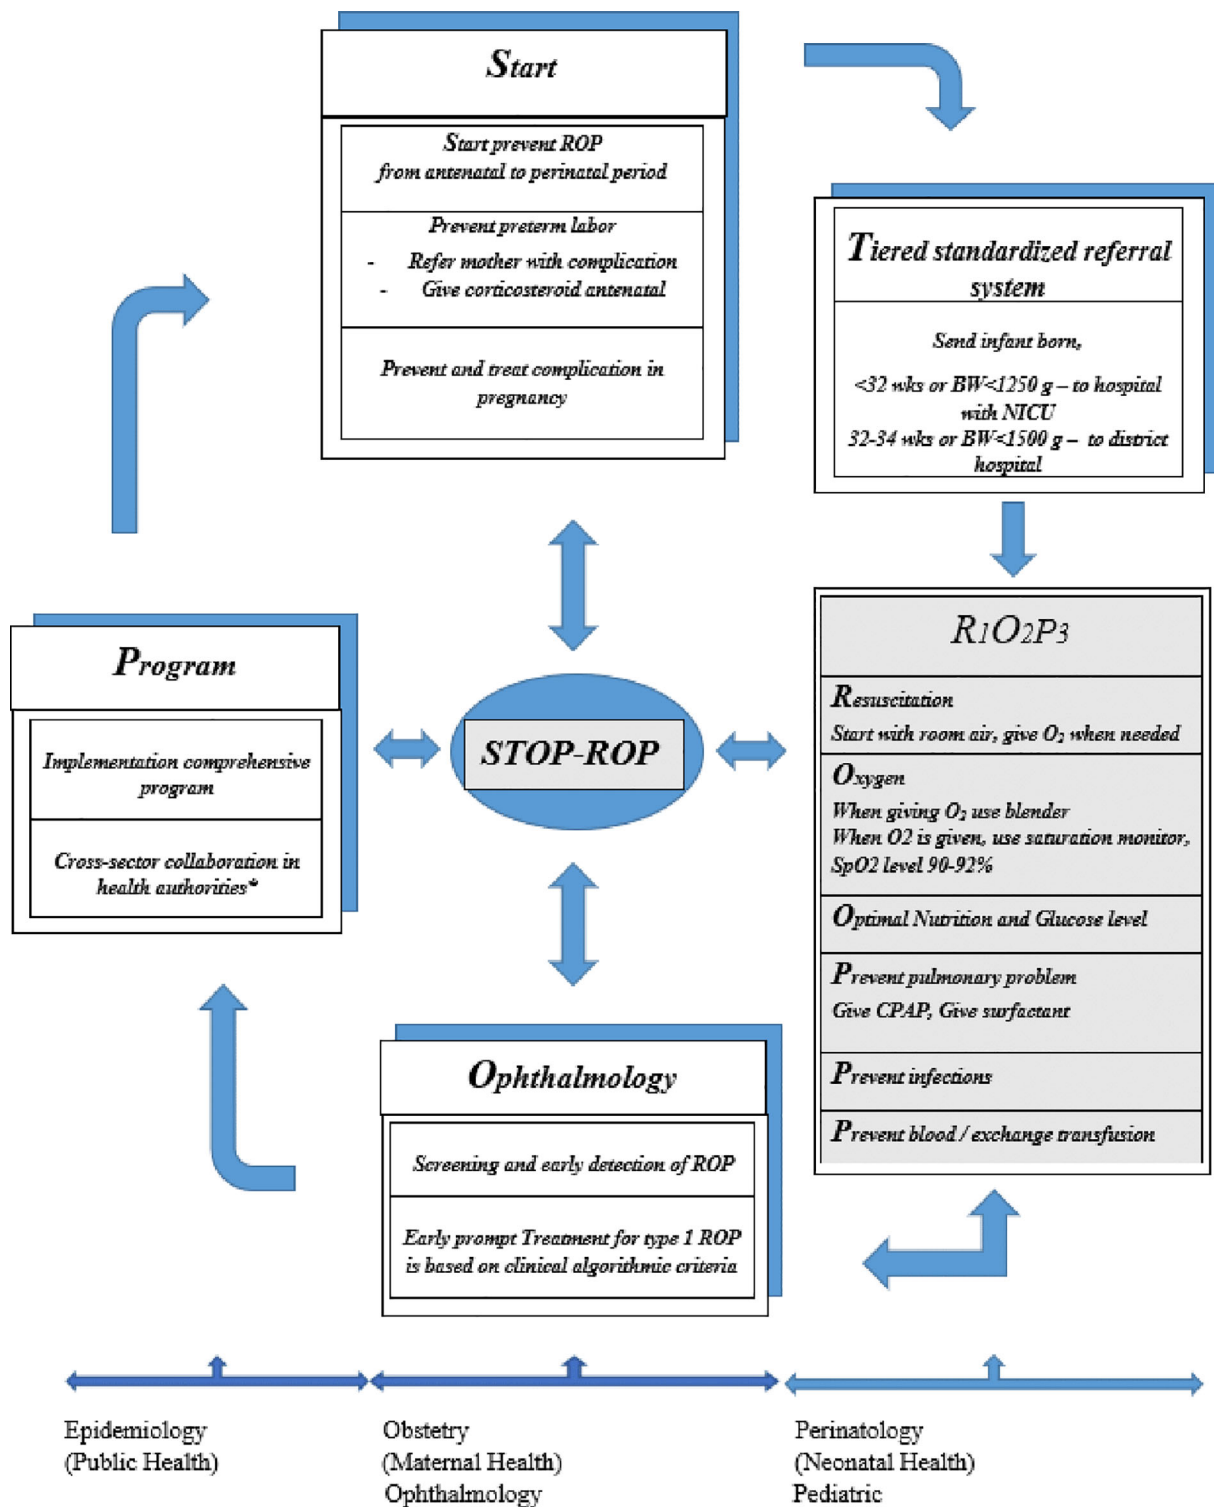 Start
Start prevent ROP
from antenatal to perinatal period
Prevent preterm labor
- Refer mother with complication
- Give corticosteroid antenatal
Prevent and treat complication in
pregnancy
Tiered standardized referral
system
Send infant born,
<32 wks or BW<1250 g – to hospital
with NICU
32-34 wks or BW<1500 g – to district
hospital
Program
Implementation comprehensive
program
Cross-sector collaboration in
health authorities*
STOP-ROP
R1O2P3
Resuscitation
Start with room air, give O₂ when needed
Oxygen
When giving O₂ use blender
When O2 is given, use saturation monitor,
SpO2 level 90-92%
Optimal Nutrition and Glucose level
Prevent pulmonary problem
Give CPAP, Give surfactant
Prevent infections
Prevent blood / exchange transfusion
Ophthalmology
Screening and early detection of ROP
Early prompt Treatment for type 1 ROP
is based on clinical algorithmic criteria
Epidemiology
(Public Health)
Obstetry
(Maternal Health)
Ophthalmology
Perinatology
(Neonatal Health)
Pediatric